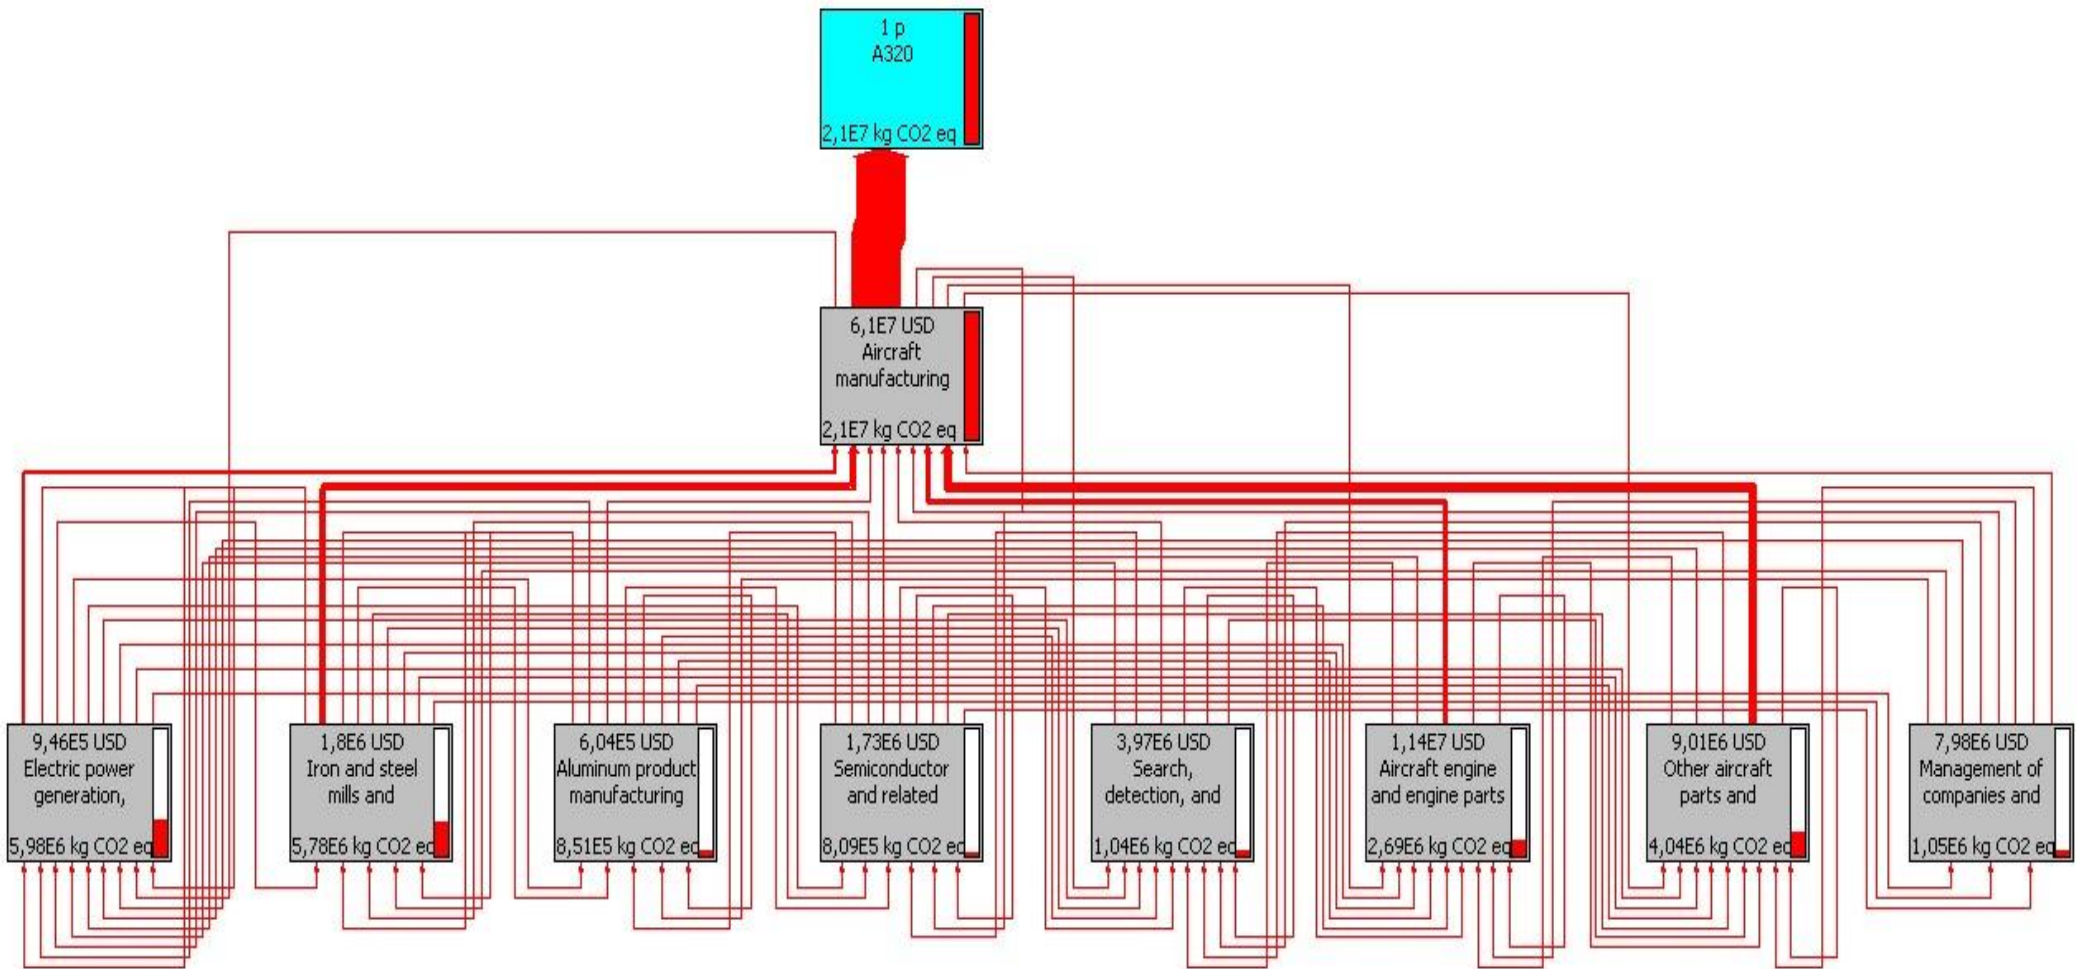 1 p
A320
2,1E7 kg CO2 eq
6,1E7 USD
Aircraft
manufacturing
2,1E7 kg CO2 eq
9,46E5 USD
Electric power
generation,
5,98E6 kg CO2 eq
1,8E6 USD
Iron and steel
mills and
5,78E6 kg CO2 eq
6,04E5 USD
Aluminum product
manufacturing
8,51E5 kg CO2 eq
1,73E6 USD
Semiconductor
and related
8,09E5 kg CO2 eq
3,97E6 USD
Search,
detection, and
1,04E6 kg CO2 eq
1,14E7 USD
Aircraft engine
and engine parts
2,69E6 kg CO2 eq
9,01E6 USD
Other aircraft
parts and
4,04E6 kg CO2 eq
7,98E6 USD
Management of
companies and
1,05E6 kg CO2 eq